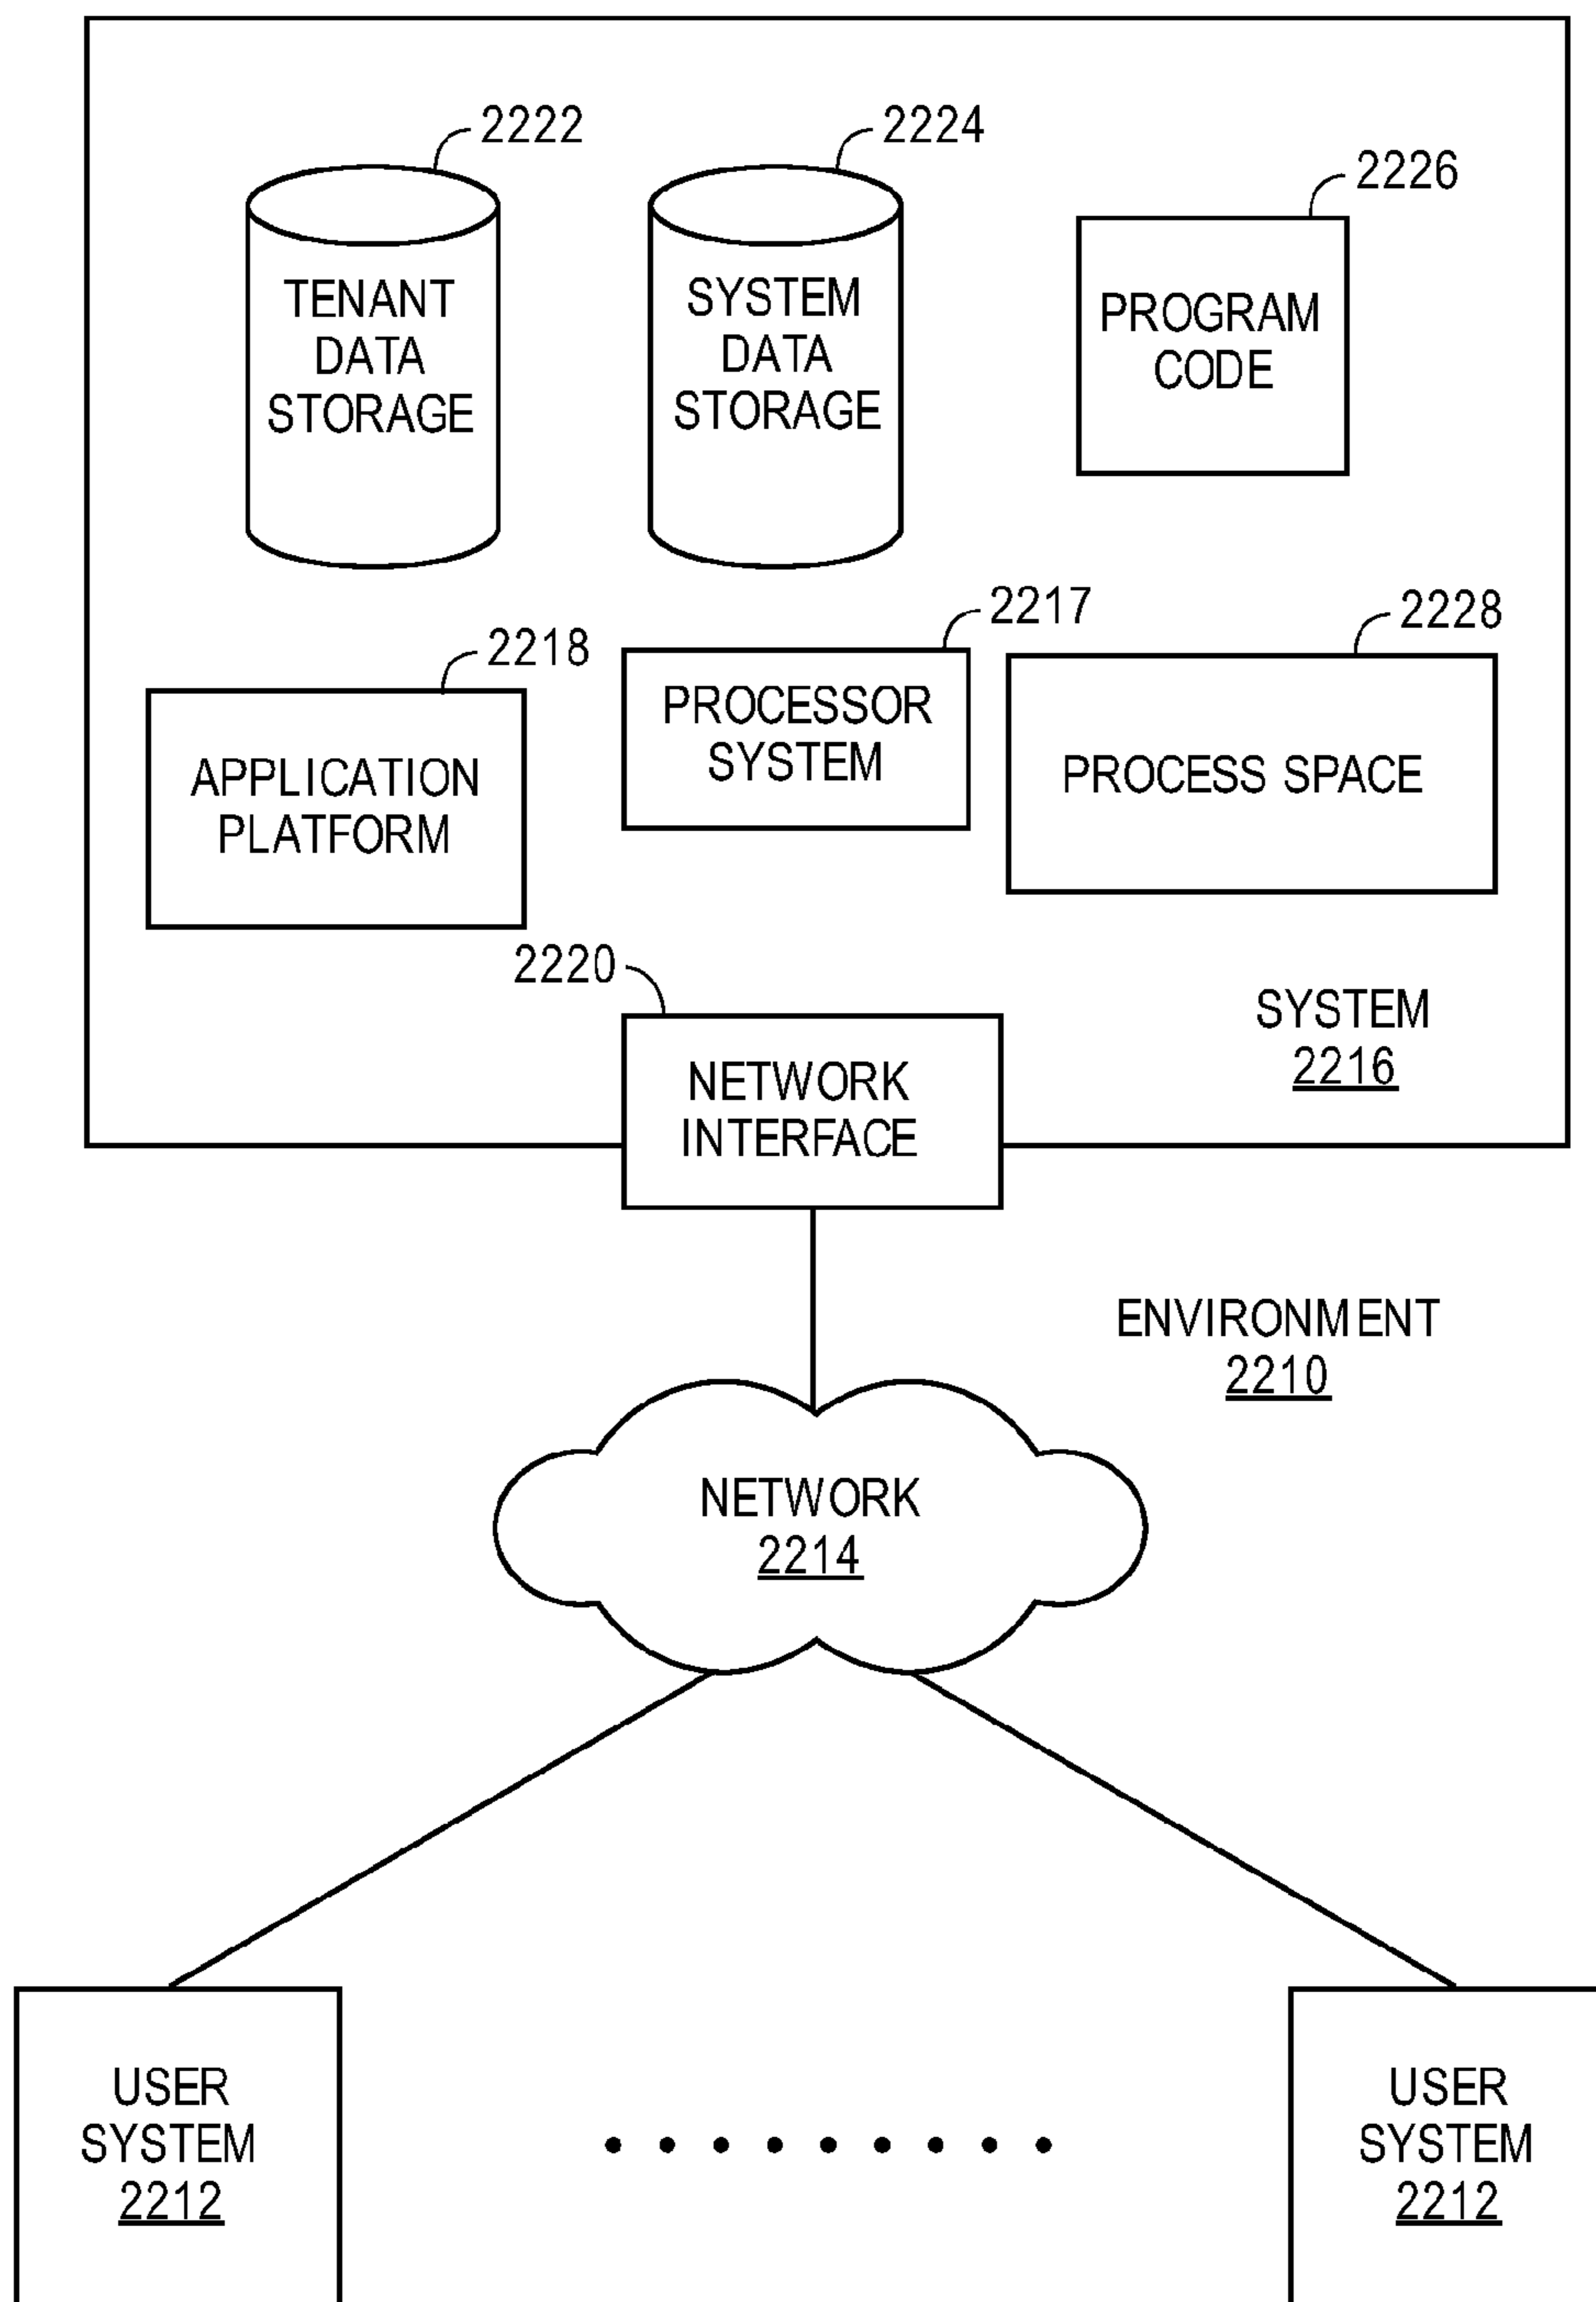 2222
2224
2226
TENANT
DATA
STORAGE
SYSTEM
DATA
STORAGE
PROGRAM
CODE
2218
2217
2228
APPLICATION
PLATFORM
PROCESSOR
SYSTEM
PROCESS SPACE
2220
NETWORK
INTERFACE
SYSTEM
2216
ENVIRONMENT
2210
NETWORK
2214
USER
SYSTEM
2212
USER
SYSTEM
2212